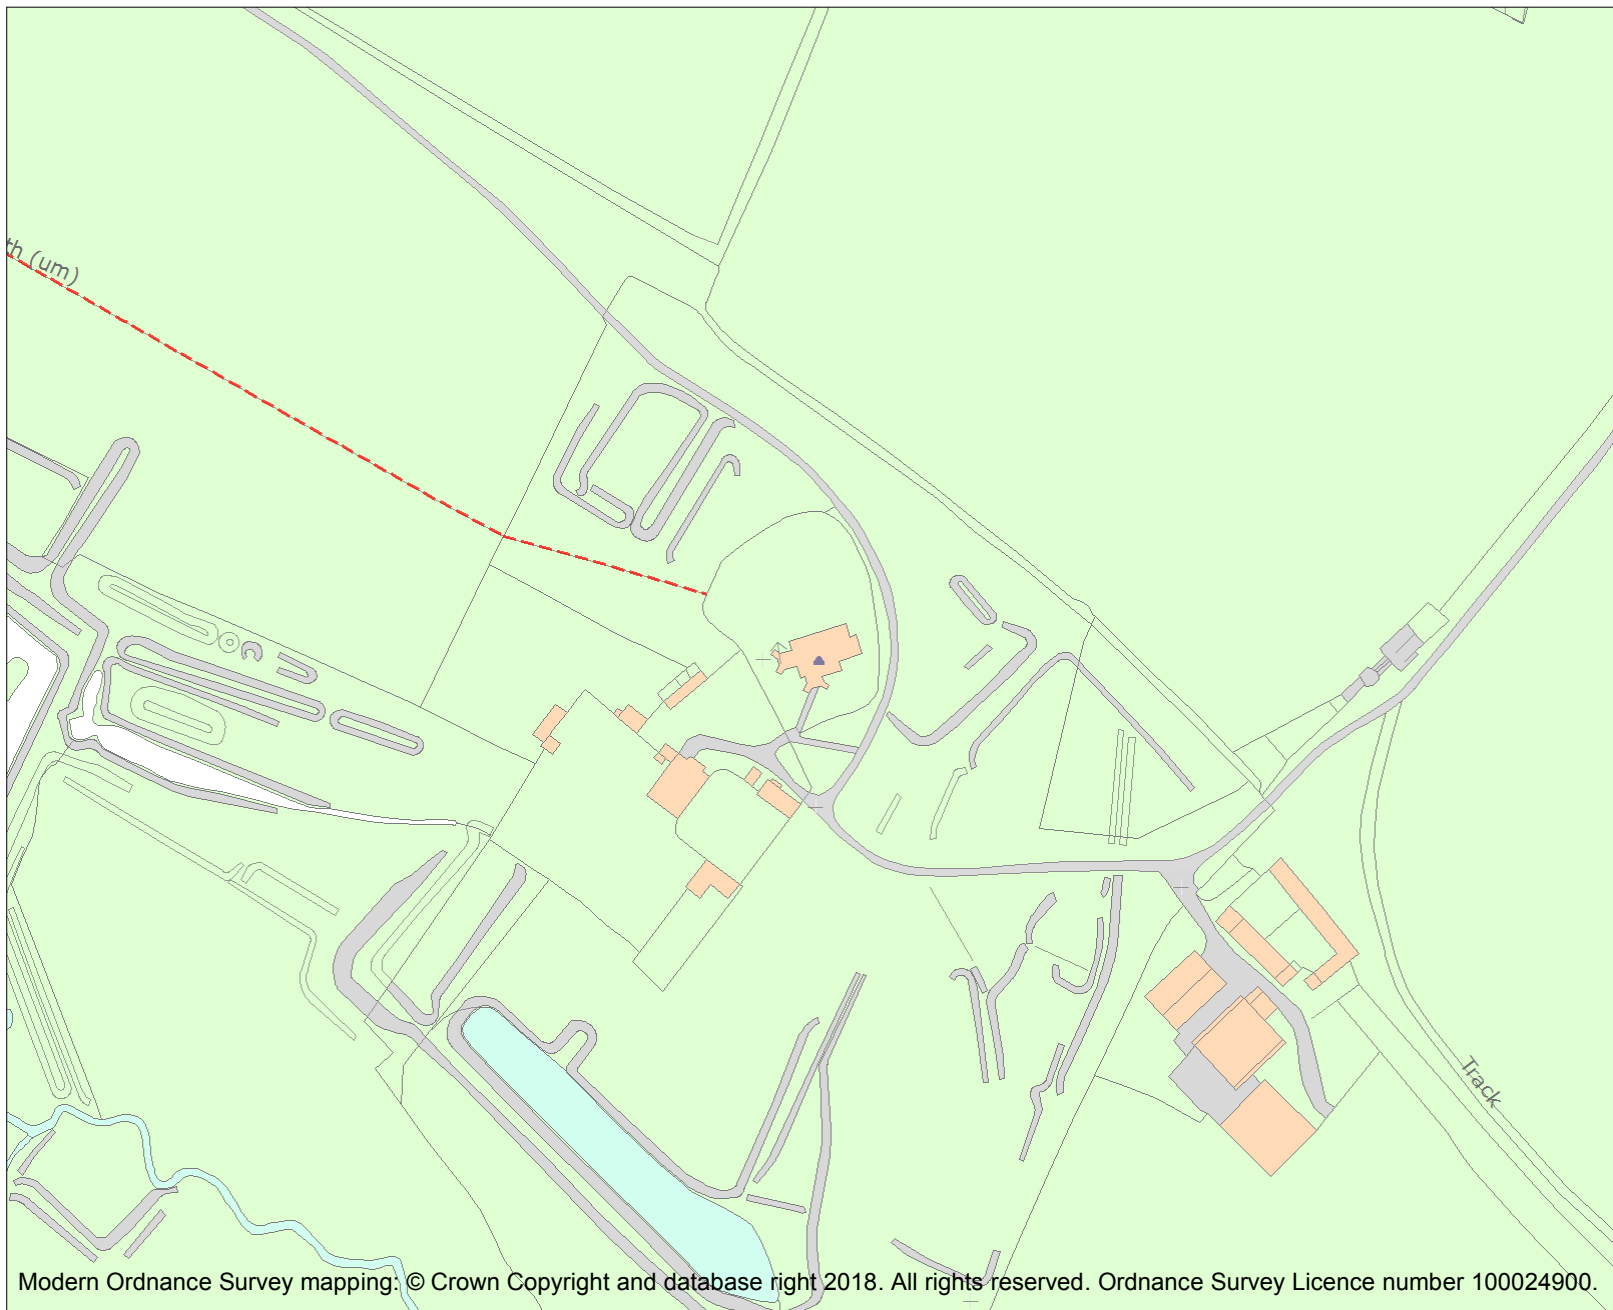 th (um)
Track
Modern Ordnance Survey mapping: © Crown Copyright and database right 2018. All rights reserved. Ordnance Survey Licence number 100024900.